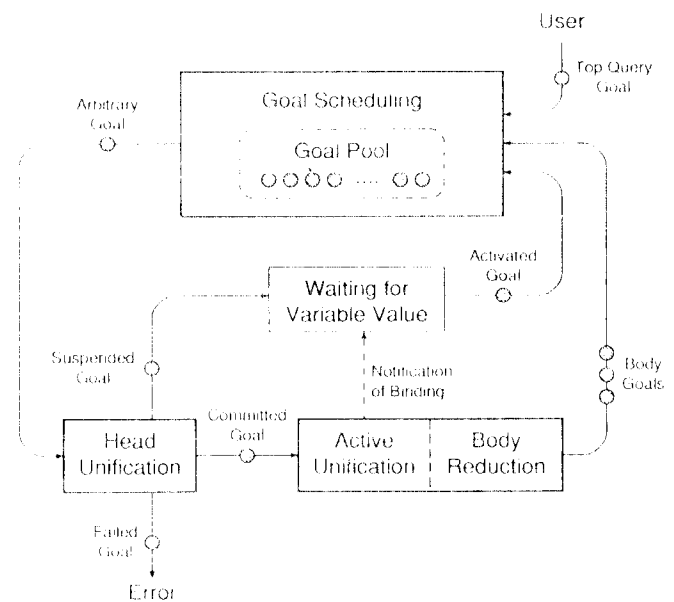 User
Top Query
Goal
Arbitrary
Goal
Goal Scheduling
Goal Pool
....
Activated
Goal
Waiting for
Variable Value
Suspended
Goal
Notification
of Binding
Body
Goals
Committed
Goal
Head
Unification
Active
Unification
Body
Reduction
Failed
Goal
Error